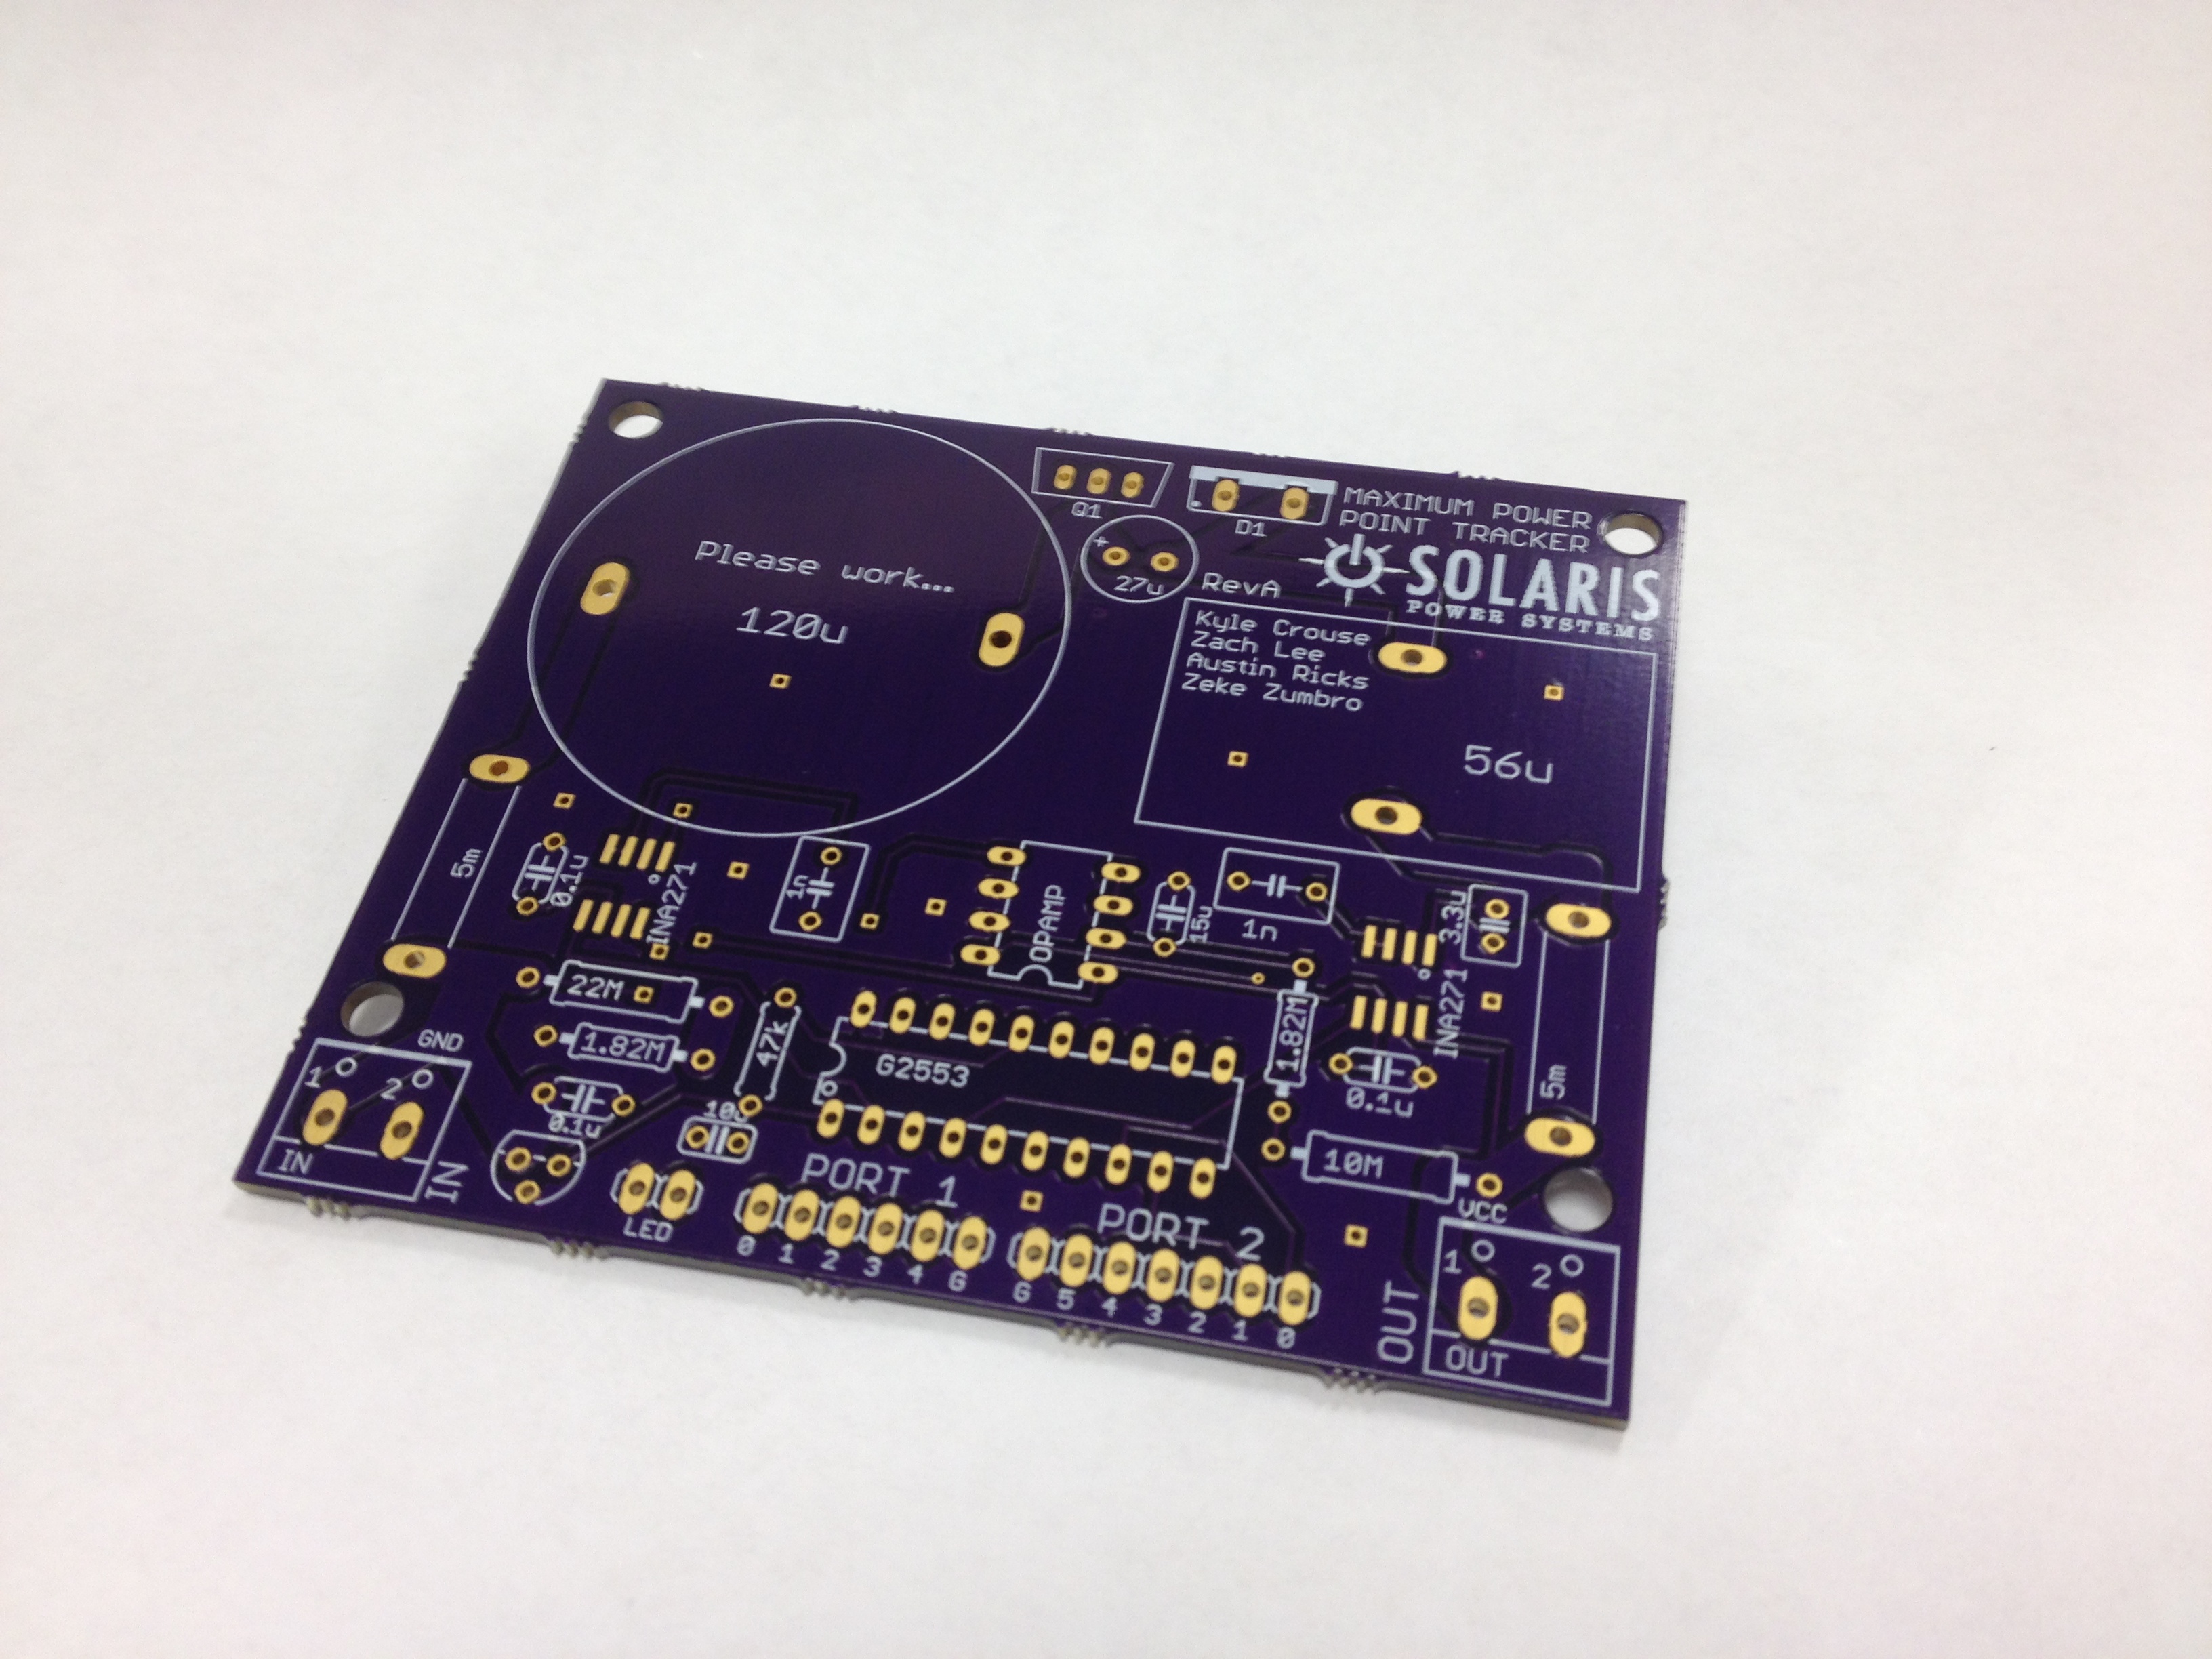 MAXIMUM POWER
POINT TRACKER
SOLARIS
POWER SYSTEMS
RevA
Q1
D1
+
27u
Please work...
120u
Kyle Crouse
Zach Lee
Austin Ricks
Zeke Zumbro
56u
5m
0.1u
INA271
1n
OPAMP
15u
1n
3.3u
INA271
5m
22M
1.82M
47k
G2553
1.82M
0.1u
10M
GND
1 2
IN
IN
0.1u
10u
LED
PORT 1
0 1 2 3 4 G
PORT 2
G 5 4 3 2 1 0
VCC
1 2
OUT
OUT